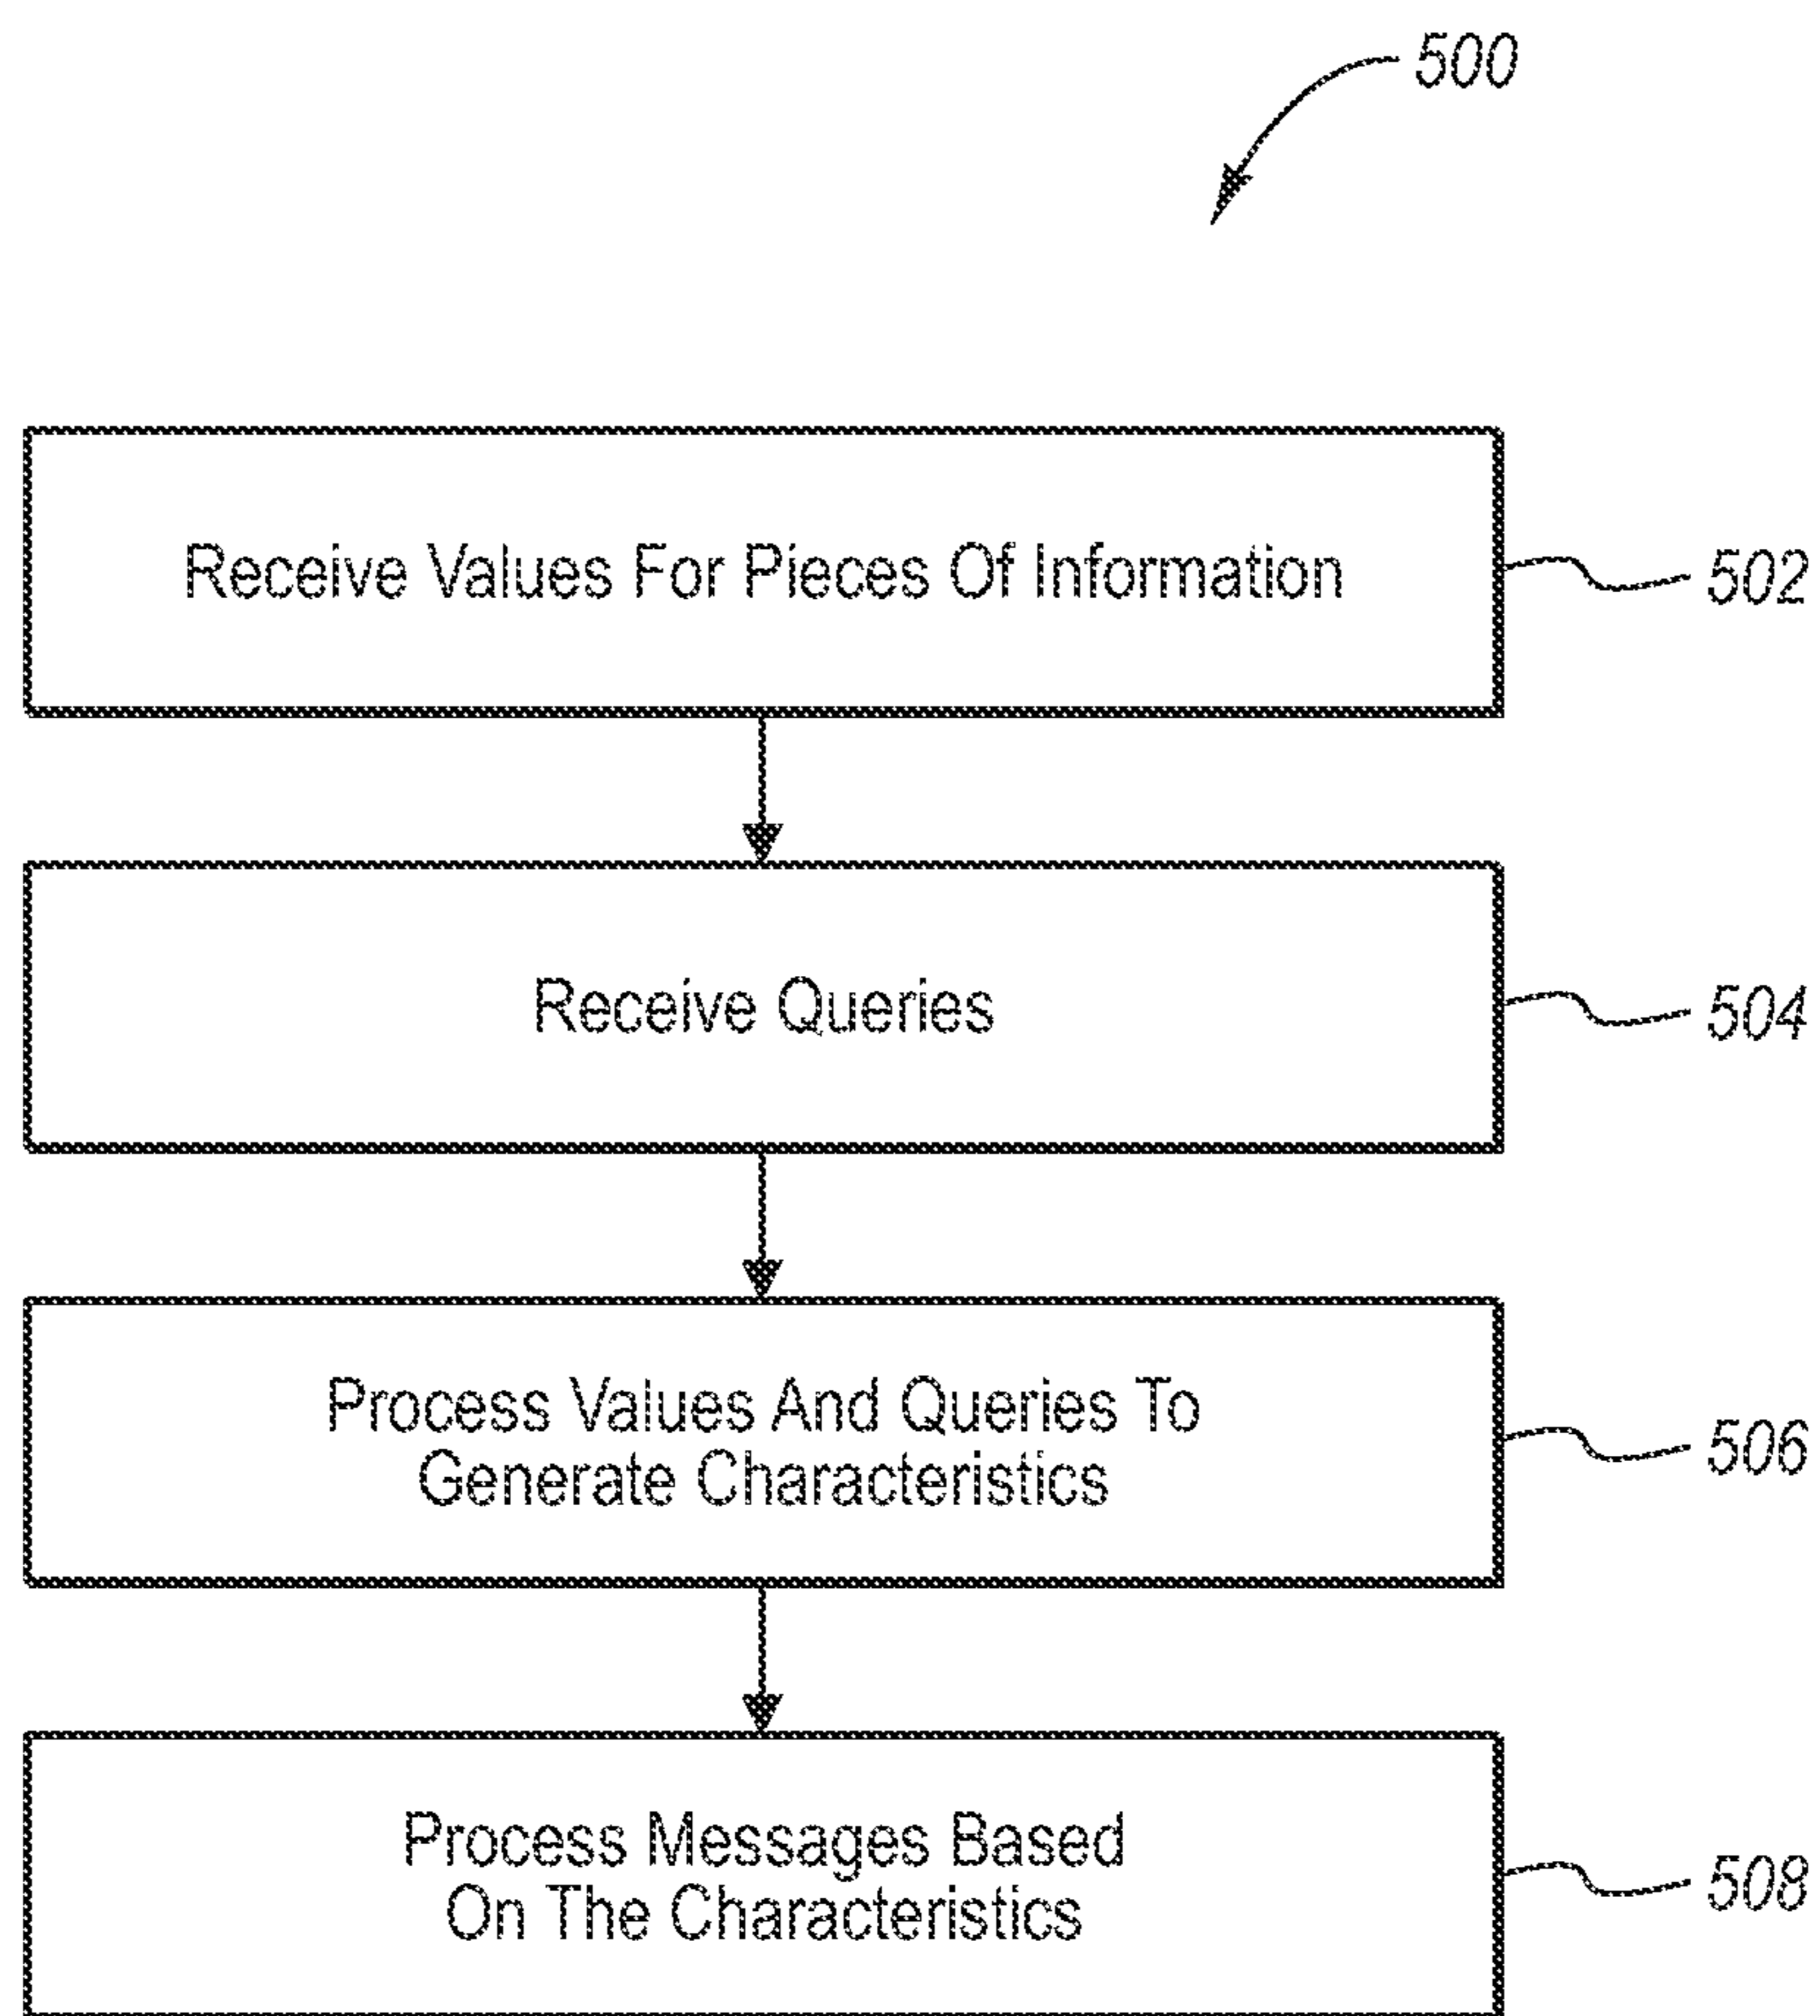 500
Receive Values For Pieces Of Information
502
Receive Queries
504
Process Values And Queries To
Generate Characteristics
506
Process Messages Based
On The Characteristics
508